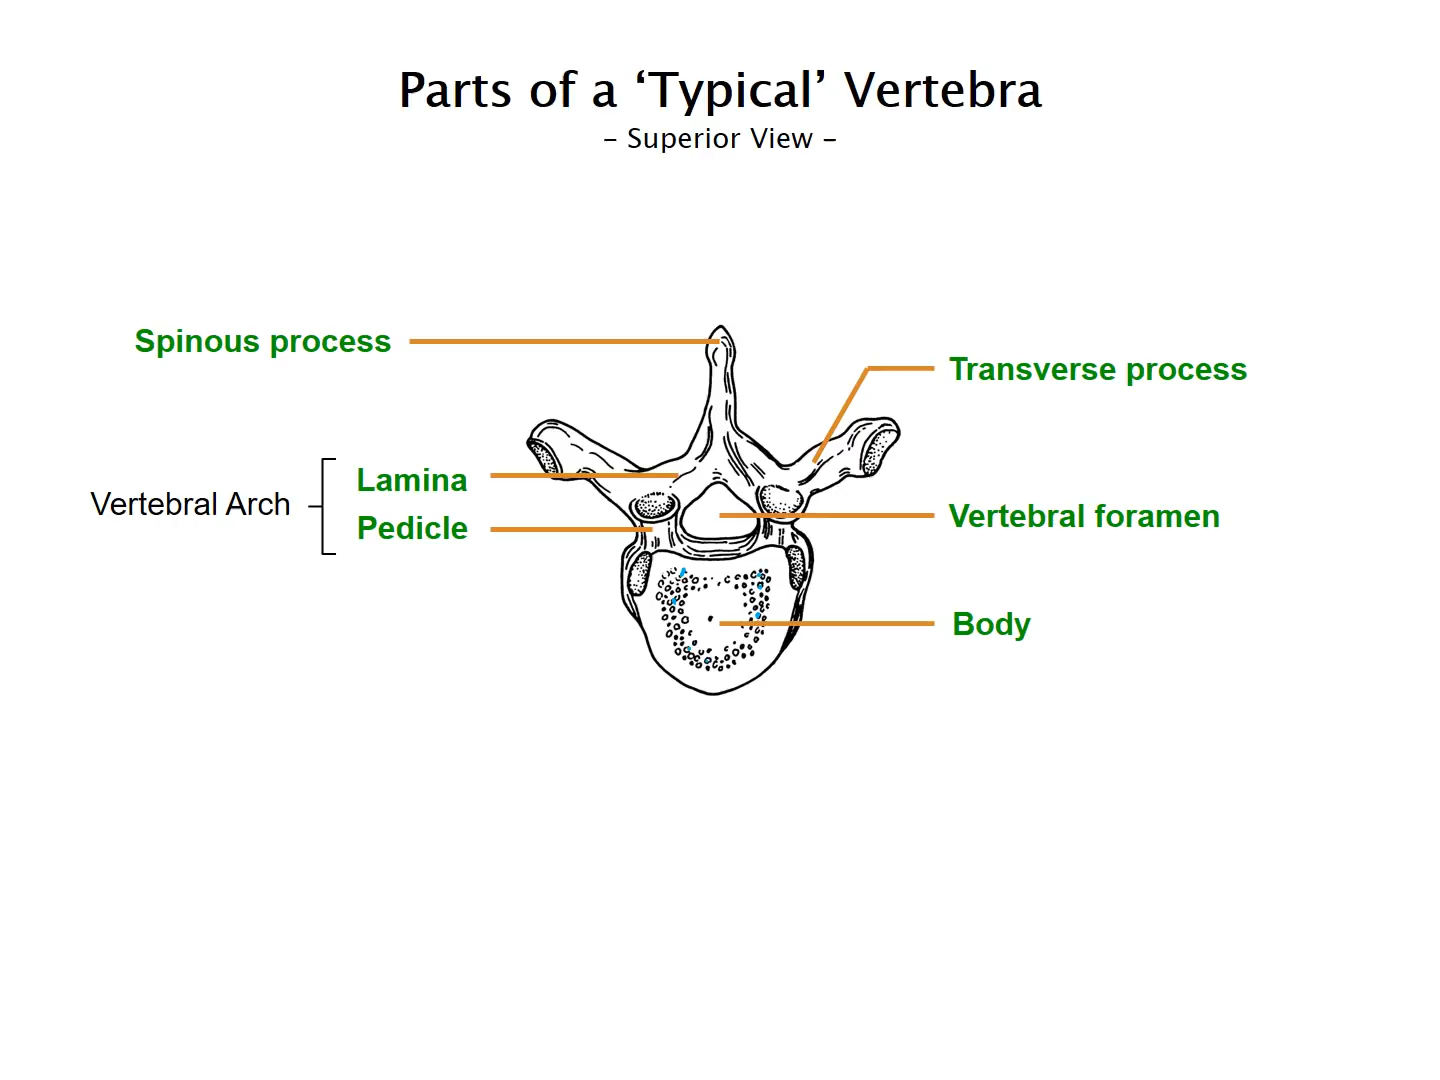 Parts of a ‘Typical’ Vertebra
– Superior View –
Spinous process
Transverse process
Lamina
Vertebral Arch
Pedicle
Vertebral foramen
Body